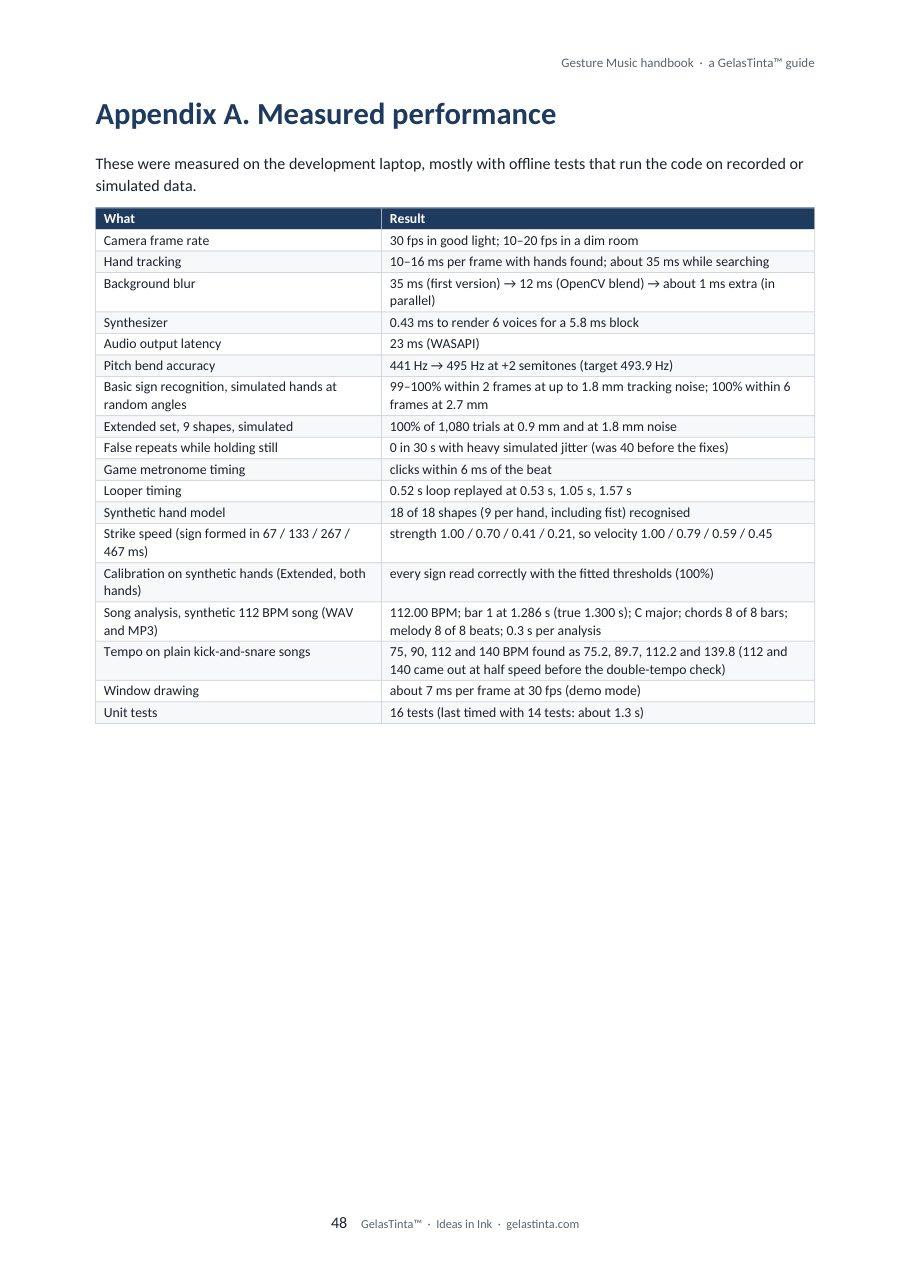 Gesture Music handbook · a GelasTinta™ guide
Appendix A. Measured performance
These were measured on the development laptop, mostly with offline tests that run the code on recorded or
simulated data.
What Result
Camera frame rate 30 fps in good light; 10–20 fps in a dim room
Hand tracking 10–16 ms per frame with hands found; about 35 ms while searching
Background blur 35 ms (first version) → 12 ms (OpenCV blend) → about 1 ms extra (in
parallel)
Synthesizer 0.43 ms to render 6 voices for a 5.8 ms block
Audio output latency 23 ms (WASAPI)
Pitch bend accuracy 441 Hz → 495 Hz at +2 semitones (target 493.9 Hz)
Basic sign recognition, simulated hands at 99–100% within 2 frames at up to 1.8 mm tracking noise; 100% within 6
random angles frames at 2.7 mm
Extended set, 9 shapes, simulated 100% of 1,080 trials at 0.9 mm and at 1.8 mm noise
False repeats while holding still 0 in 30 s with heavy simulated jitter (was 40 before the fixes)
Game metronome timing clicks within 6 ms of the beat
Looper timing 0.52 s loop replayed at 0.53 s, 1.05 s, 1.57 s
Synthetic hand model 18 of 18 shapes (9 per hand, including fist) recognised
Strike speed (sign formed in 67 / 133 / 267 / strength 1.00 / 0.70 / 0.41 / 0.21, so velocity 1.00 / 0.79 / 0.59 / 0.45
467 ms)
Calibration on synthetic hands (Extended, both every sign read correctly with the fitted thresholds (100%)
hands)
Song analysis, synthetic 112 BPM song (WAV 112.00 BPM; bar 1 at 1.286 s (true 1.300 s); C major; chords 8 of 8 bars;
and MP3) melody 8 of 8 beats; 0.3 s per analysis
Tempo on plain kick-and-snare songs 75, 90, 112 and 140 BPM found as 75.2, 89.7, 112.2 and 139.8 (112 and
140 came out at half speed before the double-tempo check)
Window drawing about 7 ms per frame at 30 fps (demo mode)
Unit tests 16 tests (last timed with 14 tests: about 1.3 s)
48 GelasTinta™ · Ideas in Ink · gelastinta.com